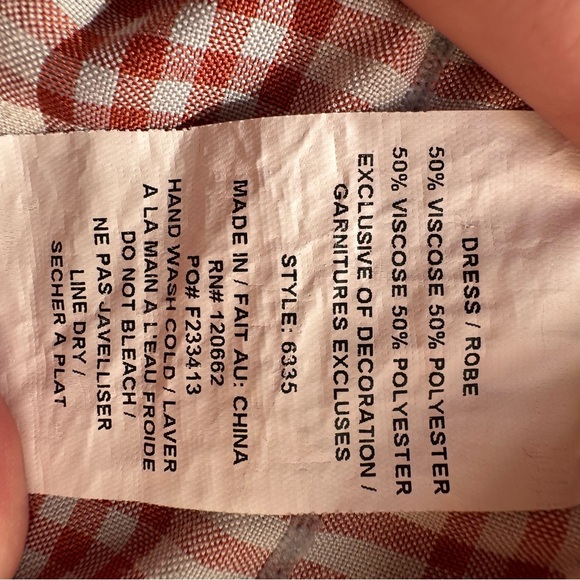 DRESS / ROBE
50% VISCOSE 50% POLYESTER
50% VISCOSE 50% POLYESTER
EXCLUSIVE OF DECORATION /
GARNITURES EXCLUSES
STYLE: 6335
MADE IN / FAIT AU: CHINA
RN# 120662
PO# F233413
HAND WASH COLD / LAVER
A LA MAIN A L'EAU FROIDE
DO NOT BLEACH /
NE PAS JAVELLISER
LINE DRY /
SECHER A PLAT